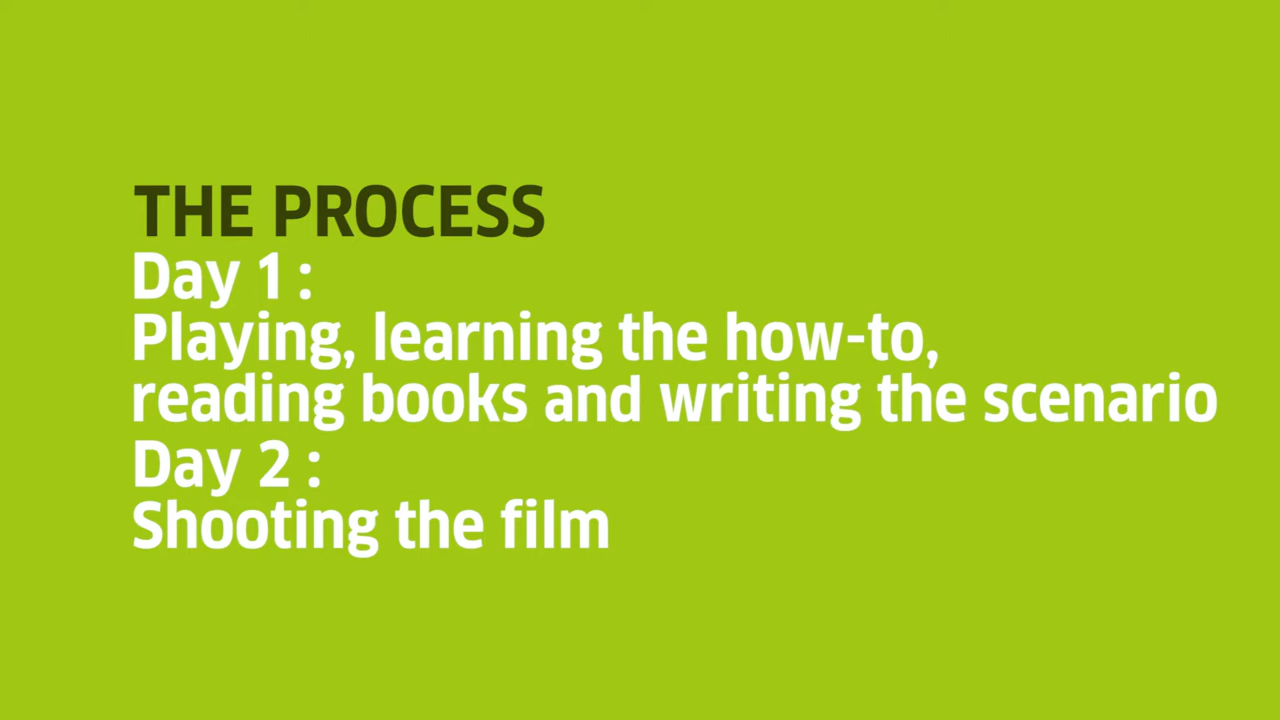 THE PROCESS
Day 1 :
Playing, learning the how-to,
reading books and writing the scenario
Day 2 :
Shooting the film